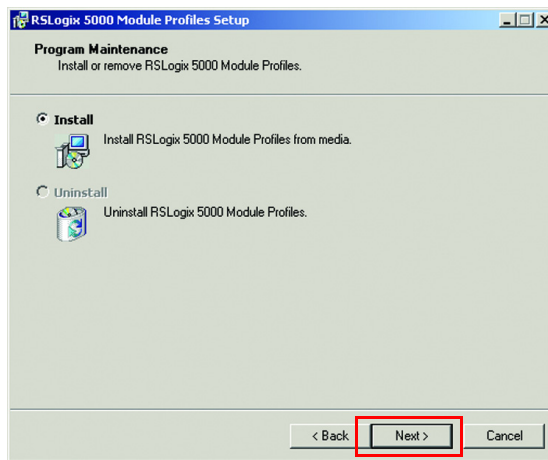 RSLogix 5000 Module Profiles Setup
Program Maintenance
Install or remove RSLogix 5000 Module Profiles.
Install
Install RSLogix 5000 Module Profiles from media.
Uninstall
Uninstall RSLogix 5000 Module Profiles.
< Back
Next >
Cancel